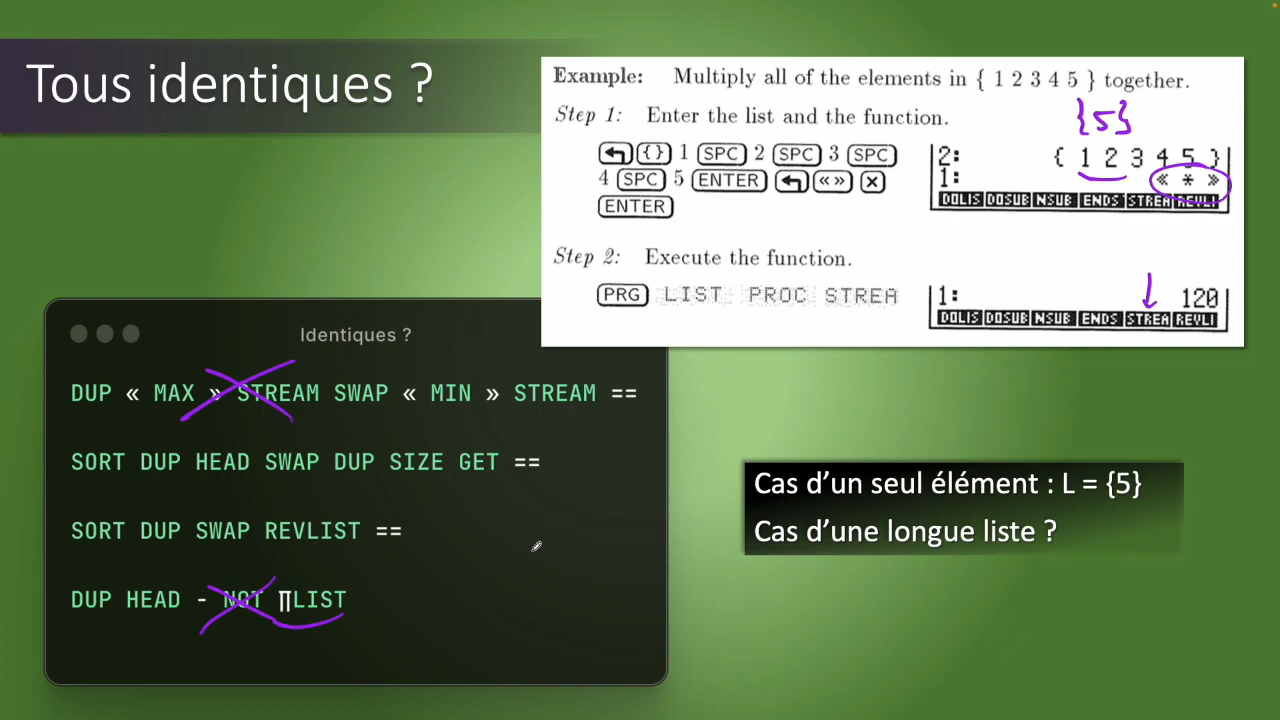 Tous identiques ?
Example: Multiply all of the elements in { 1 2 3 4 5 } together.
Step 1: Enter the list and the function.
{5}
↰ {} 1 SPC 2 SPC 3 SPC
4 SPC 5 ENTER ↰ «» ×
ENTER
2: { 1 2 3 4 5 }
1: « * »
DOLIS DOSUB NSUB ENDS STREA REVLI
Step 2: Execute the function.
PRG LIST PROC STREA
1: 120
DOLIS DOSUB NSUB ENDS STREA REVLI
Identiques ?
DUP « MAX » STREAM SWAP « MIN » STREAM ==
SORT DUP HEAD SWAP DUP SIZE GET ==
SORT DUP SWAP REVLIST ==
DUP HEAD - NOT ∏LIST
Cas d’un seul élément : L = {5}
Cas d’une longue liste ?